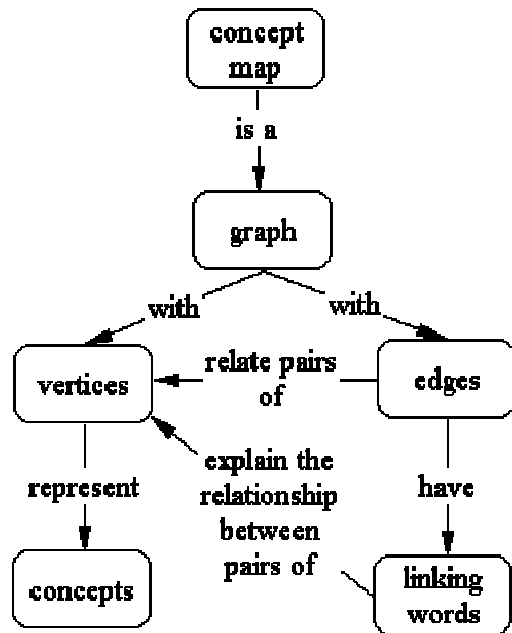 concept
map
is a
graph
with
with
vertices
relate pairs
of
edges
represent
explain the
relationship
between
pairs of
have
concepts
linking
words